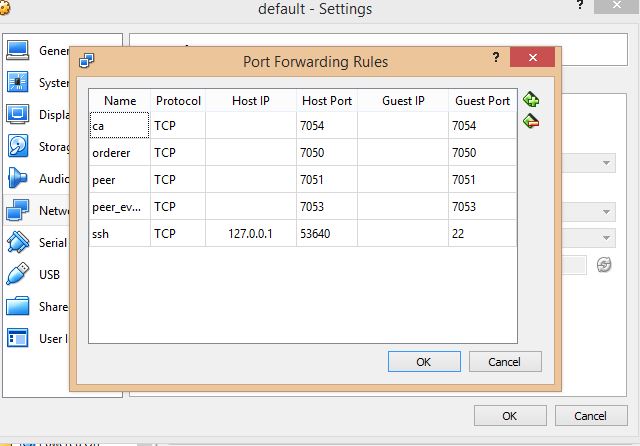 default - Settings
?
Gener
System
Displa
Storag
Audio
Netw
Serial
USB
Share
User I
Port Forwarding Rules
?
Name Protocol Host IP Host Port Guest IP Guest Port
ca TCP 7054 7054
orderer TCP 7050 7050
peer TCP 7051 7051
peer_ev... TCP 7053 7053
ssh TCP 127.0.0.1 53640 22
OK Cancel
OK Cancel